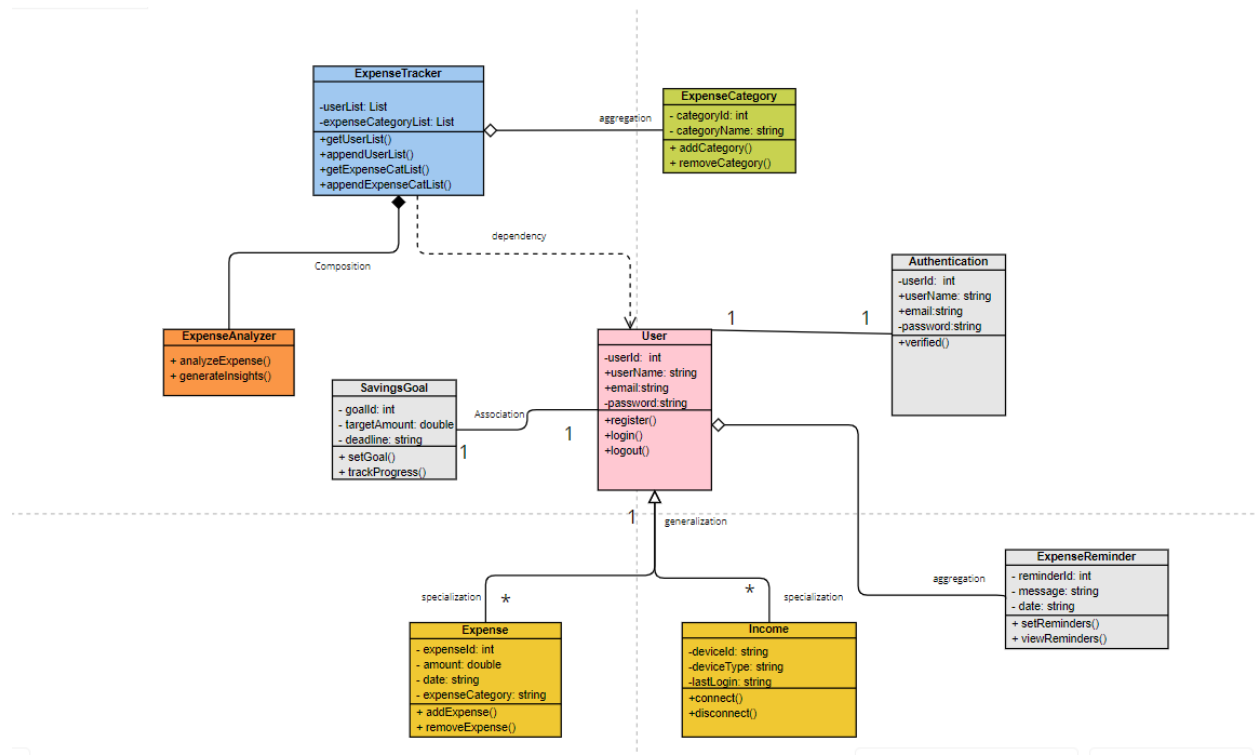 ExpenseTracker
-userList: List
-expenseCategoryList: List
+getUserList()
+appendUserList()
+getExpenseCatList()
+appendExpenseCatList()
aggregation
ExpenseCategory
- categoryId: int
- categoryName: string
+ addCategory()
+ removeCategory()
Composition
dependency
Authentication
-userId: int
+userName: string
+email:string
-password:string
+verified()
ExpenseAnalyzer
+ analyzeExpense()
+ generateInsights()
User
-userId: int
+userName: string
+email:string
-password:string
+register()
+login()
+logout()
1
1
SavingsGoal
- goalId: int
- targetAmount: double
- deadline: string
+ setGoal()
+ trackProgress()
Association
1
1
1
generalization
specialization
*
*
specialization
aggregation
ExpenseReminder
- reminderId: int
- message: string
- date: string
+ setReminders()
+ viewReminders()
Expense
- expenseId: int
- amount: double
- date: string
- expenseCategory: string
+ addExpense()
+ removeExpense()
Income
-deviceId: string
-deviceType: string
-lastLogin: string
+connect()
+disconnect()